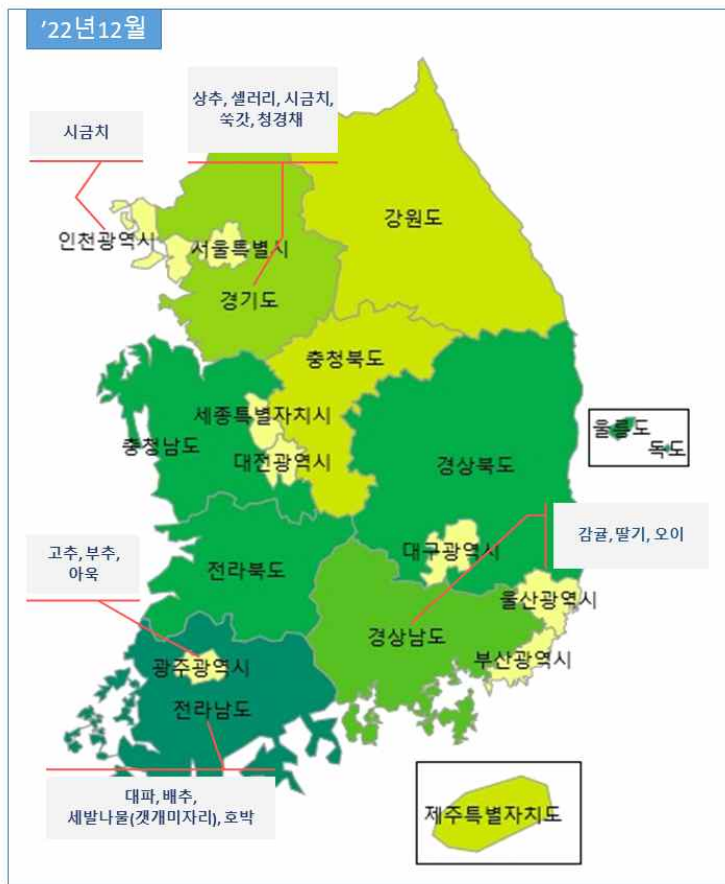 ’22년12월
상추, 셀러리, 시금치,
쑥갓, 청경채
시금치
강원도
인천광역시
서울특별시
경기도
충청북도
세종특별자치시
충청남도
대전광역시
경상북도
울릉도
독도
감귤, 딸기, 오이
고추, 부추,
아욱
대구광역시
전라북도
울산광역시
경상남도
부산광역시
광주광역시
전라남도
대파, 배추,
세발나물(갯개미자리), 호박
제주특별자치도